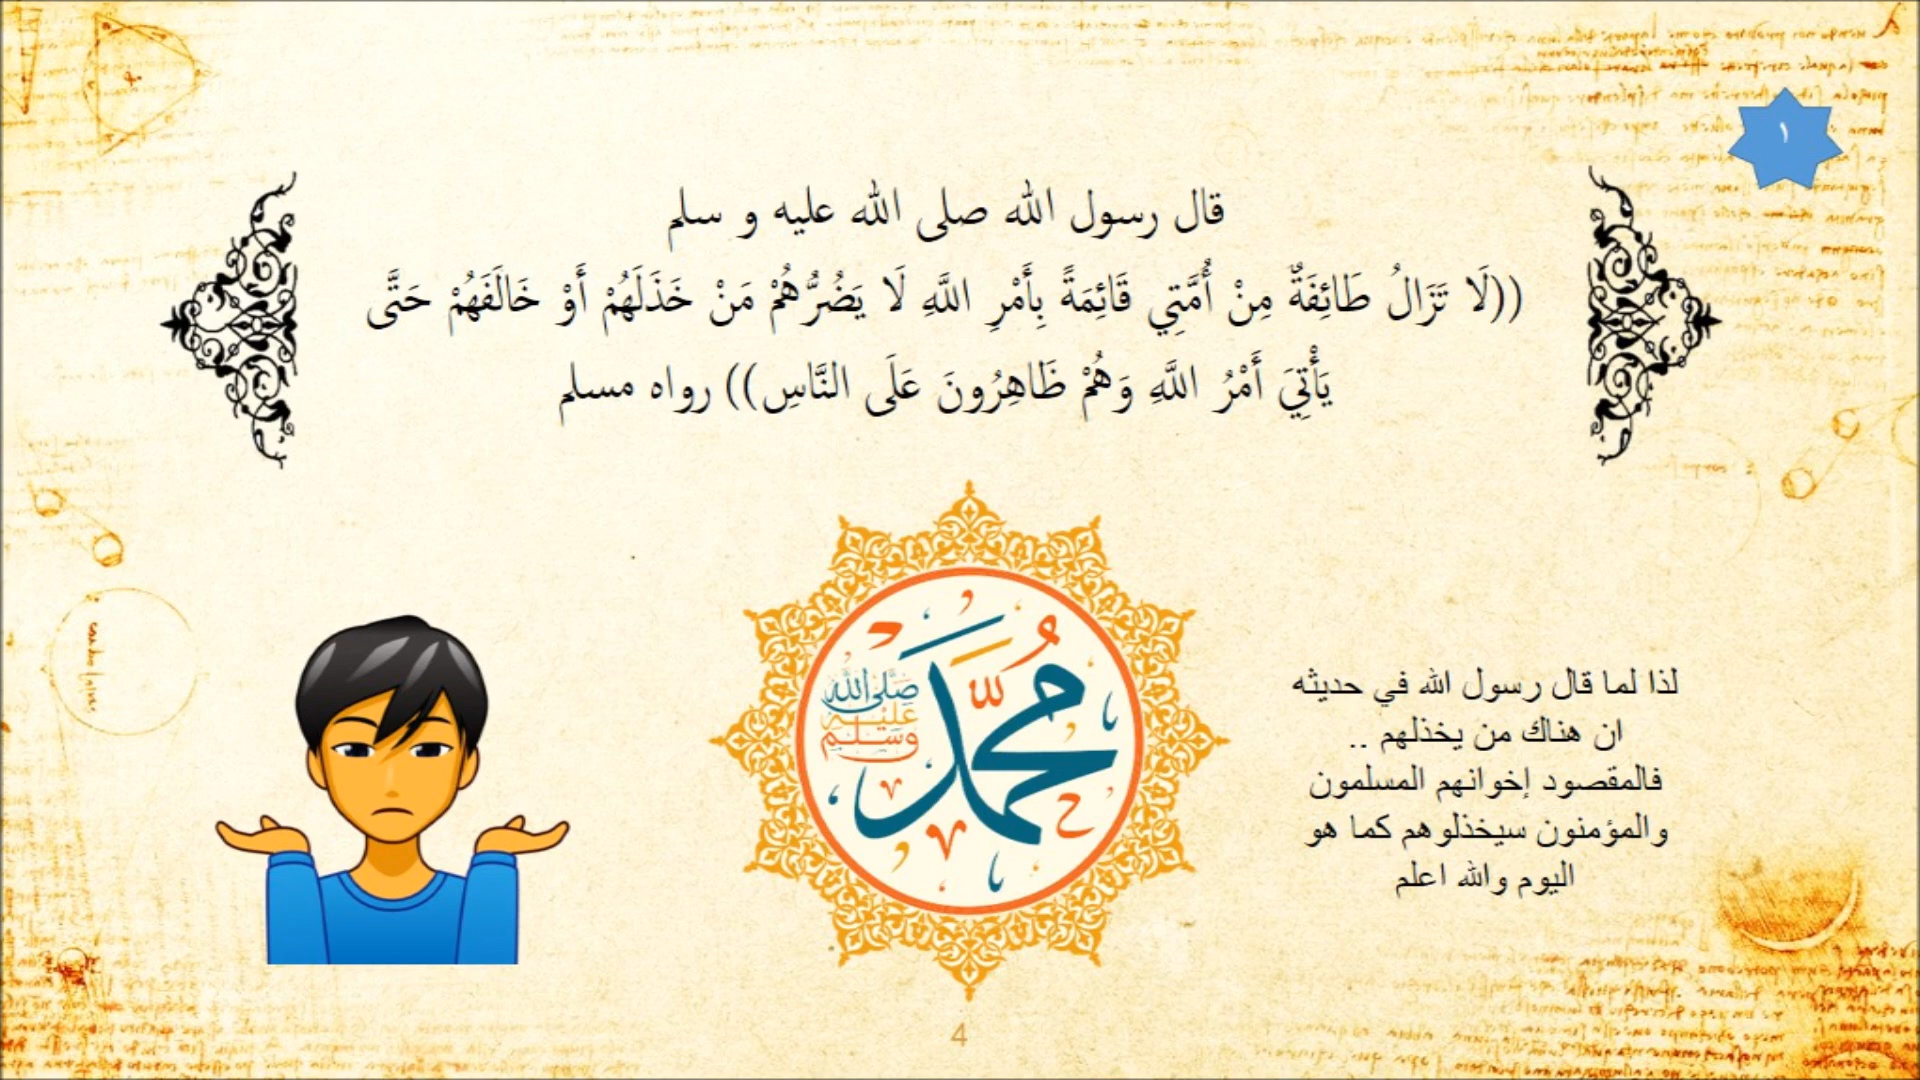 ١
قال رسول الله صلى الله عليه و سلم
((لَا تَزَالُ طَائِفَةٌ مِنْ أُمَّتِي قَائِمَةً بِأَمْرِ اللَّهِ لَا يَضُرُّهُمْ مَنْ خَذَلَهُمْ أَوْ خَالَفَهُمْ حَتَّى
يَأْتِيَ أَمْرُ اللَّهِ وَهُمْ ظَاهِرُونَ عَلَى النَّاسِ)) رواه مسلم
محمد
صلى الله
عليه
وسلم
لذا لما قال رسول الله في حديثه
ان هناك من يخذلهم ..
فالمقصود إخوانهم المسلمون
والمؤمنون سيخذلوهم كما هو
اليوم والله اعلم
4